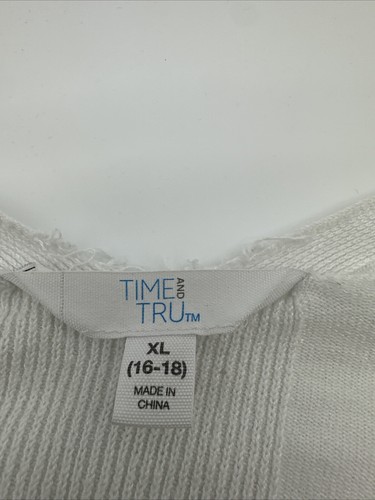 TIME AND
TRU™
XL
(16-18)
MADE IN
CHINA